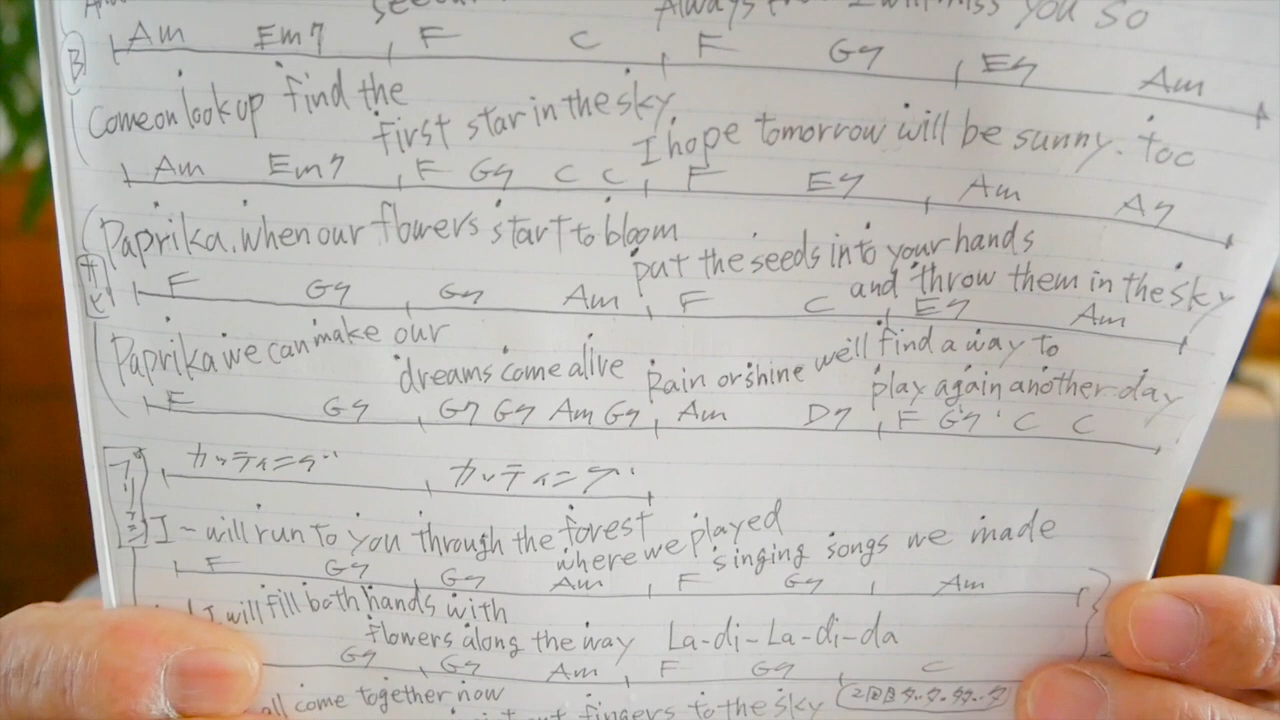 Always I will miss you so
B Am Em7 F C F G7 E7 Am
Come on look up find the first star in the sky I hope tomorrow will be sunny. too
Am Em7 F G7 C C F E7 Am A7
Paprika. when our flowers start to bloom put the seeds into your hands and throw them in the sky
サビ F G7 G7 Am F C E7 Am
Paprika we can make our dreams come alive Rain or shine we'll find a way to play again another day
F G7 G7 G7 Am G7 Am D7 F G7 C C
カッティング カッティング
I ~ will run to you through the forest where we played singing songs we made
F G7 G7 Am F G7 Am
I will fill both hands with flowers along the way La-di-La-di-da
G7 G7 Am F G7 C
all come together now fingers to the sky